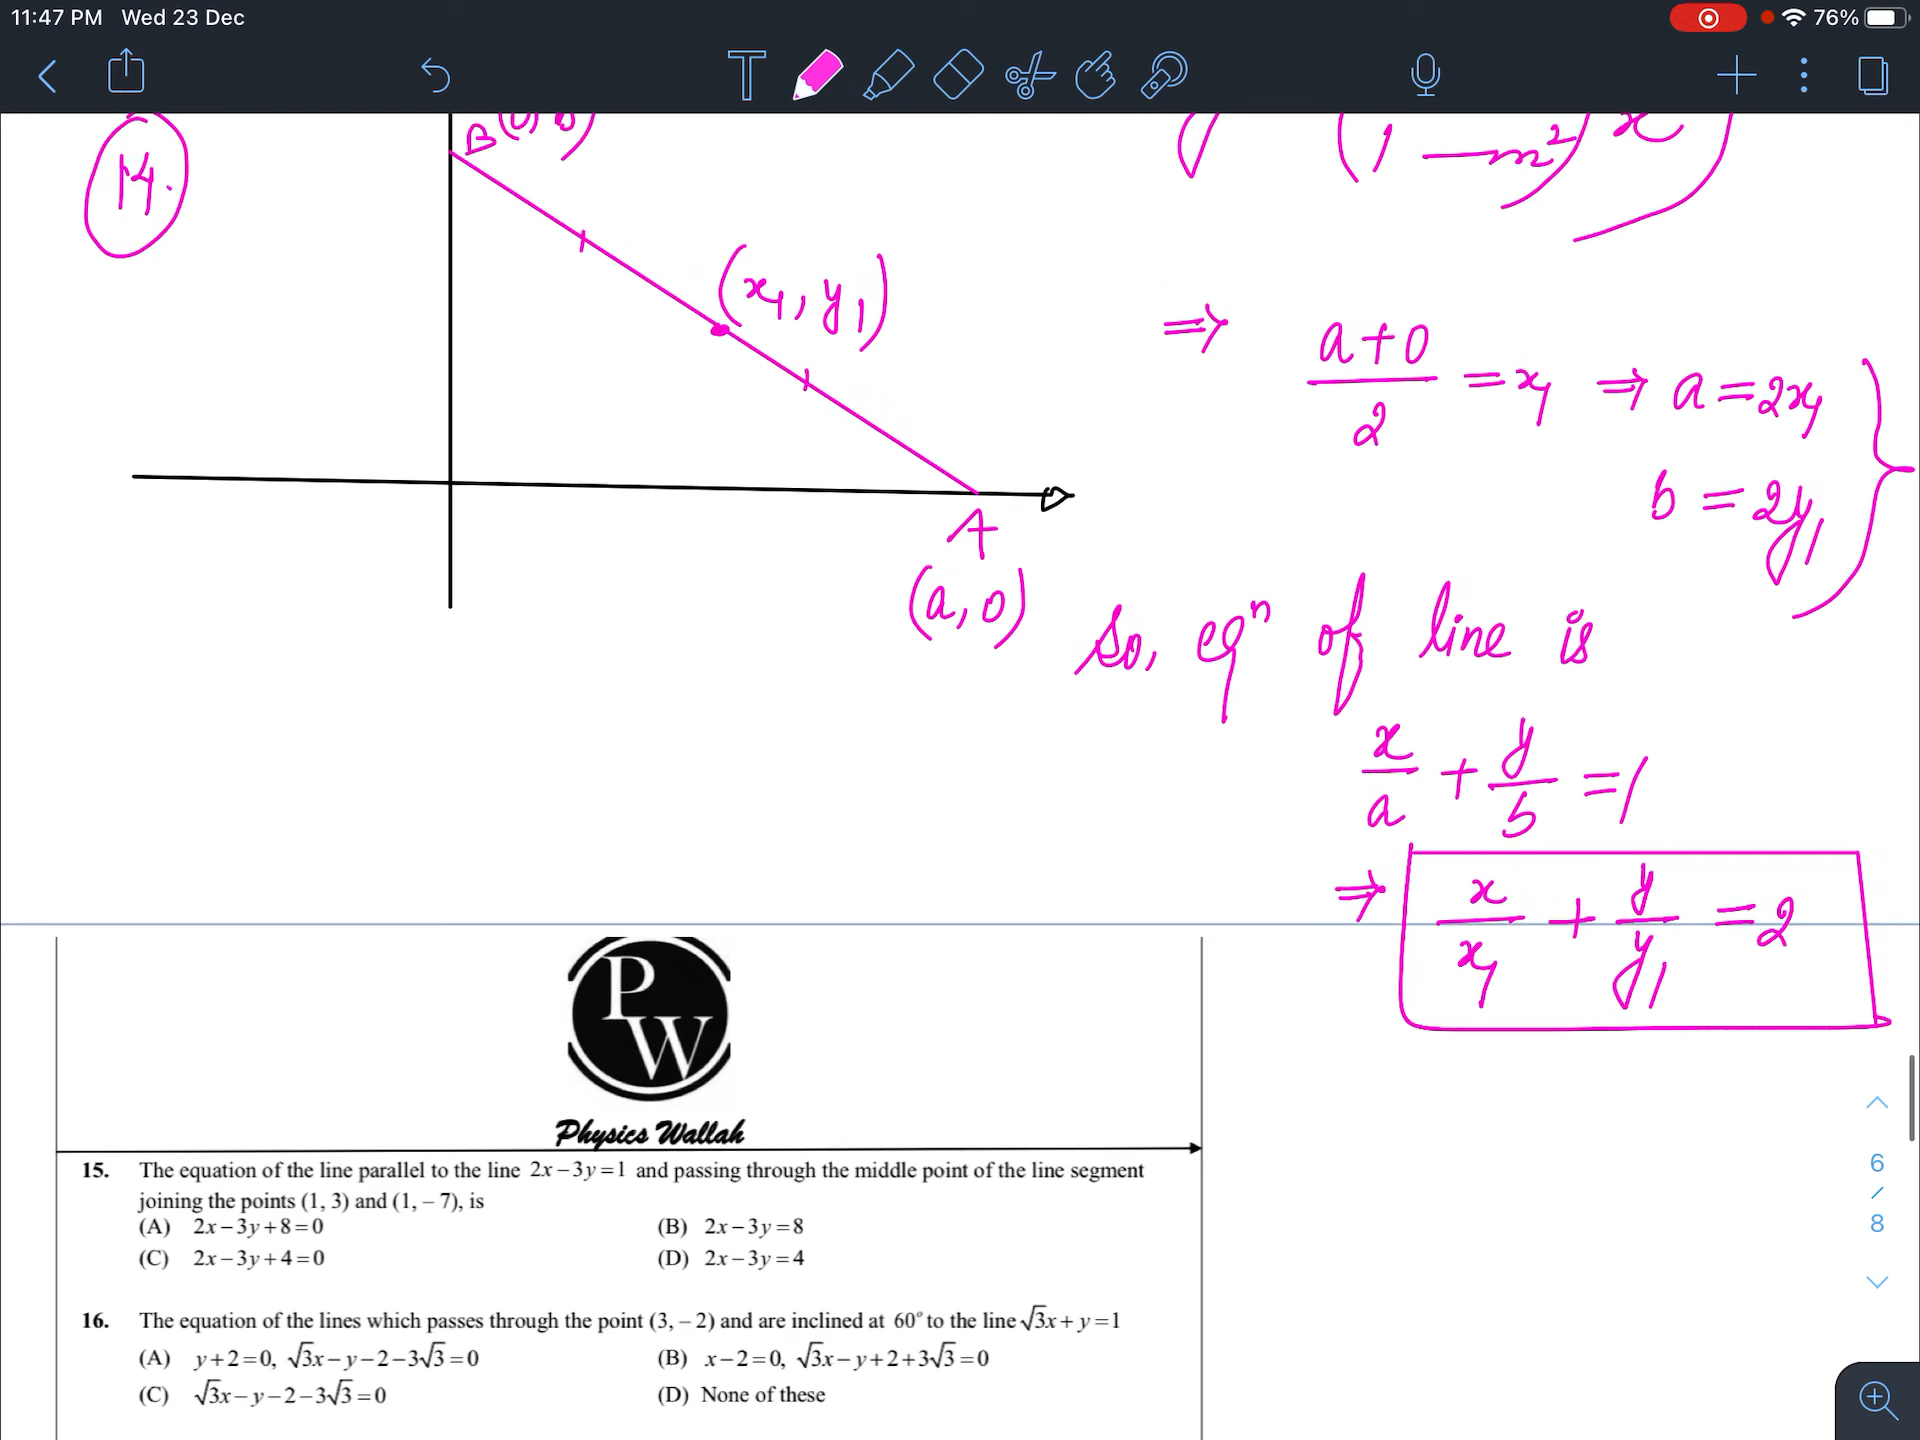 11:47 PM Wed 23 Dec
76%
14.
(1 — m²) x
(x₁, y₁)
⇒ a+0/2 = x₁ ⇒ a = 2x₁
b = 2y₁
A
(a, 0)
So, eqⁿ of line is
x/a + y/b = 1
⇒ x/x₁ + y/y₁ = 2
PW
Physics Wallah
15. The equation of the line parallel to the line 2x−3y=1 and passing through the middle point of the line segment
joining the points (1, 3) and (1, – 7), is
(A) 2x−3y+8=0 (B) 2x−3y=8
(C) 2x−3y+4=0 (D) 2x−3y=4
16. The equation of the lines which passes through the point (3, – 2) and are inclined at 60° to the line √3x+y=1
(A) y+2=0, √3x−y−2−3√3=0 (B) x−2=0, √3x−y+2+3√3=0
(C) √3x−y−2−3√3=0 (D) None of these
6
/
8